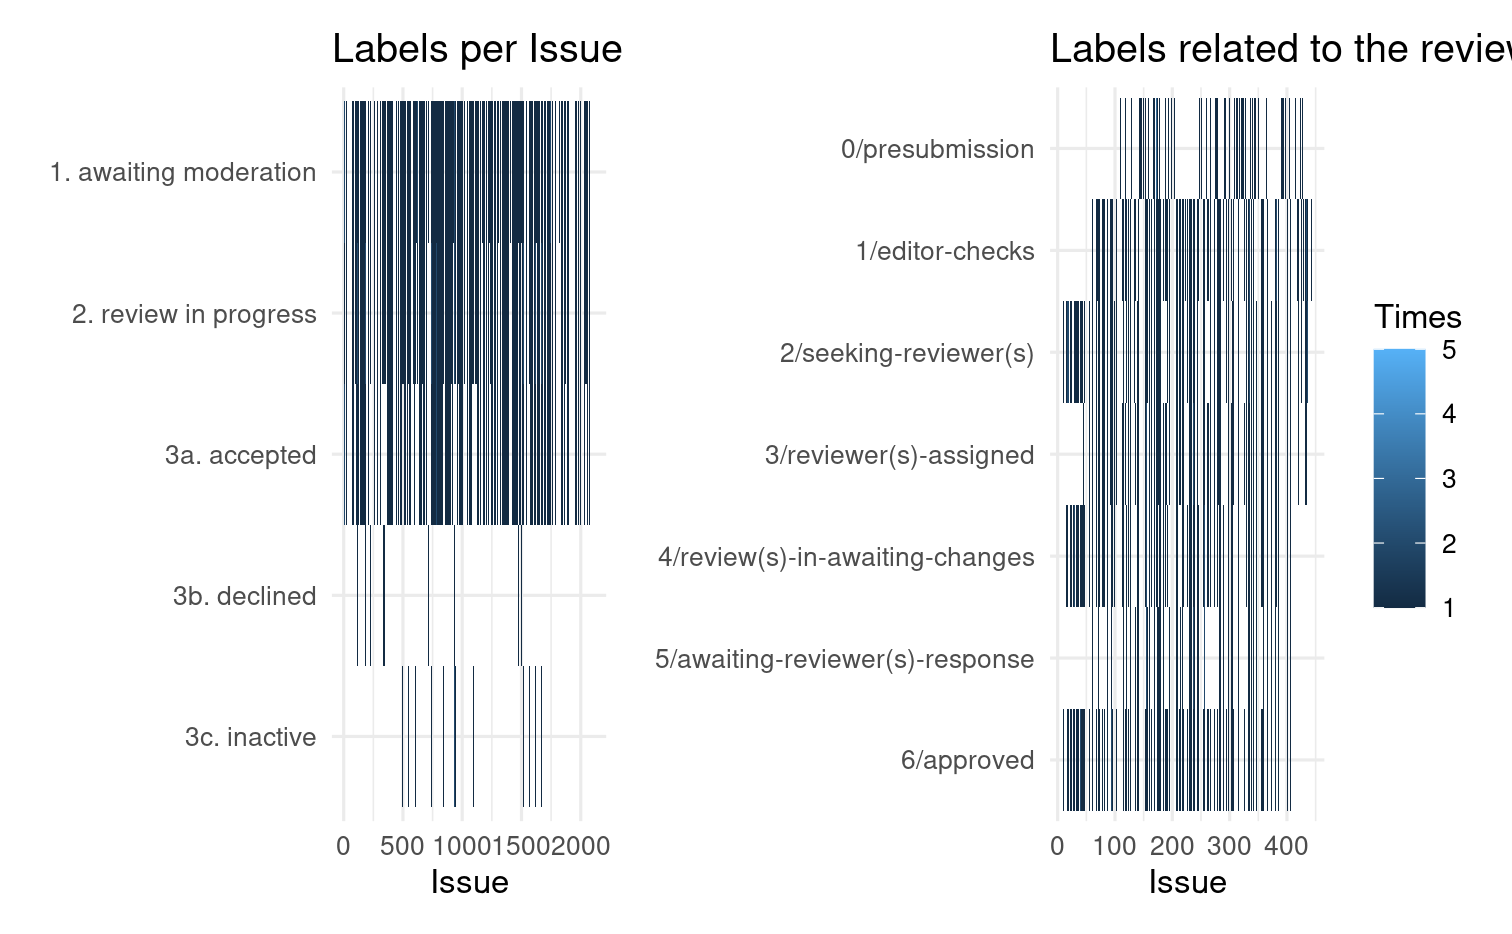 Labels per Issue
1. awaiting moderation
2. review in progress
3a. accepted
3b. declined
3c. inactive
0 500 1000 1500 2000
Issue
Labels related to the review
0/presubmission
1/editor-checks
2/seeking-reviewer(s)
3/reviewer(s)-assigned
4/review(s)-in-awaiting-changes
5/awaiting-reviewer(s)-response
6/approved
0 100 200 300 400
Issue
Times
5
4
3
2
1